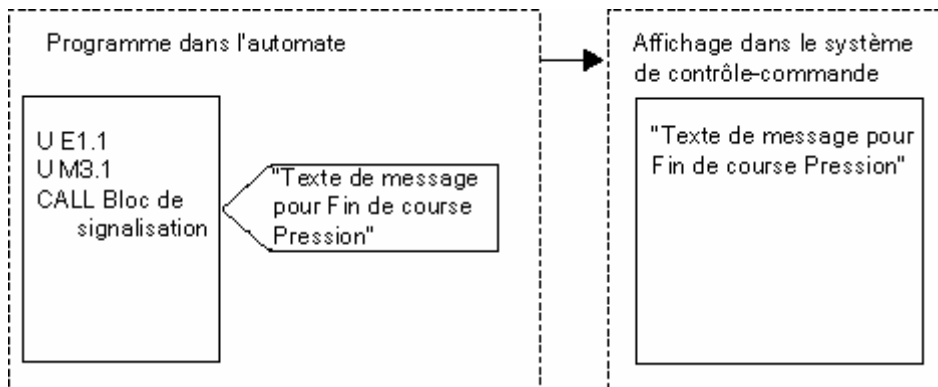 Programme dans l'automate
U E1.1
U M3.1
CALL Bloc de
signalisation
"Texte de message
pour Fin de course
Pression"
Affichage dans le système
de contrôle-commande
"Texte de message pour
Fin de course Pression"